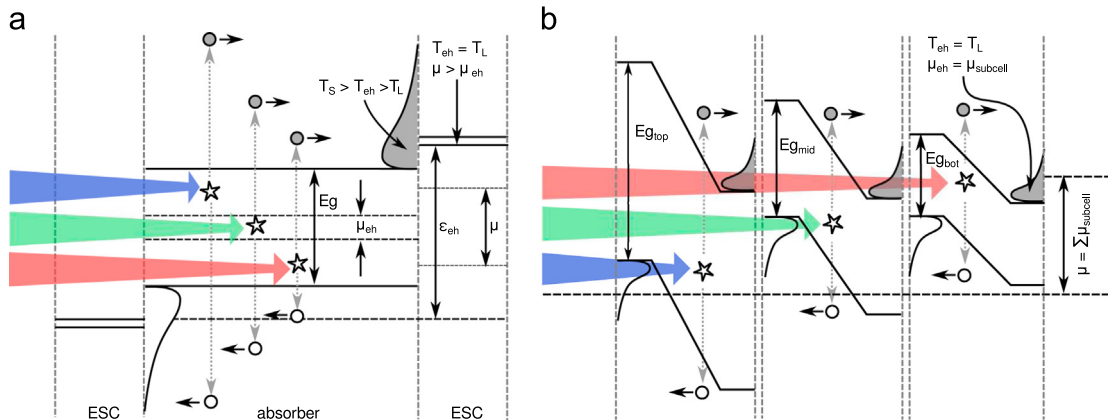 a
T_eh = T_L
μ > μ_eh
T_S > T_eh > T_L
Eg
μ_eh
ε_eh
μ
ESC
absorber
ESC
b
T_eh = T_L
μ_eh = μ_subcell
Eg_top
Eg_mid
Eg_bot
μ = Σμ_subcell